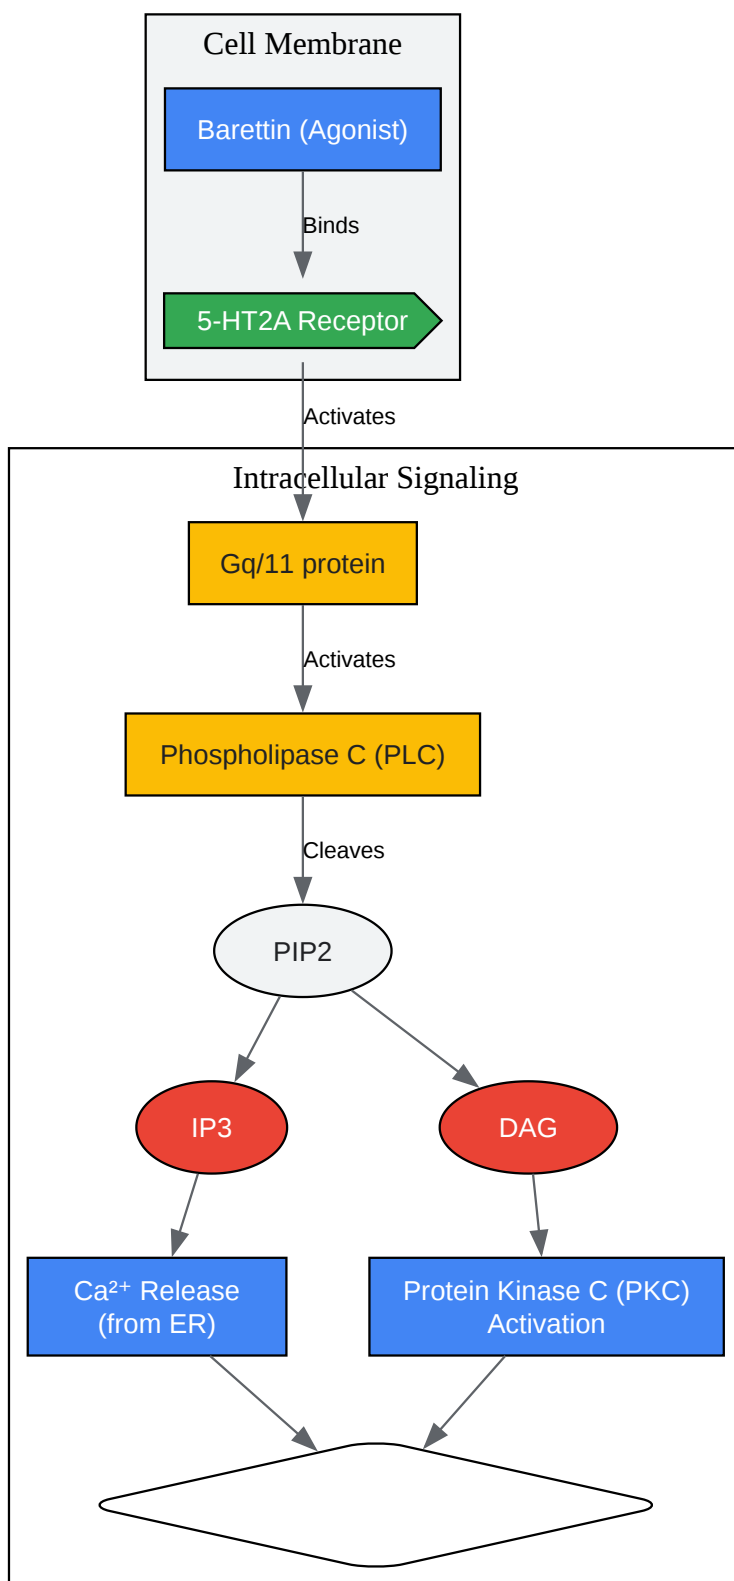 Cell Membrane
Barettin (Agonist)
Binds
5-HT2A Receptor
Activates
Intracellular Signaling
Gq/11 protein
Activates
Phospholipase C (PLC)
Cleaves
PIP2
IP3
DAG
Ca²⁺ Release
(from ER)
Protein Kinase C (PKC)
Activation